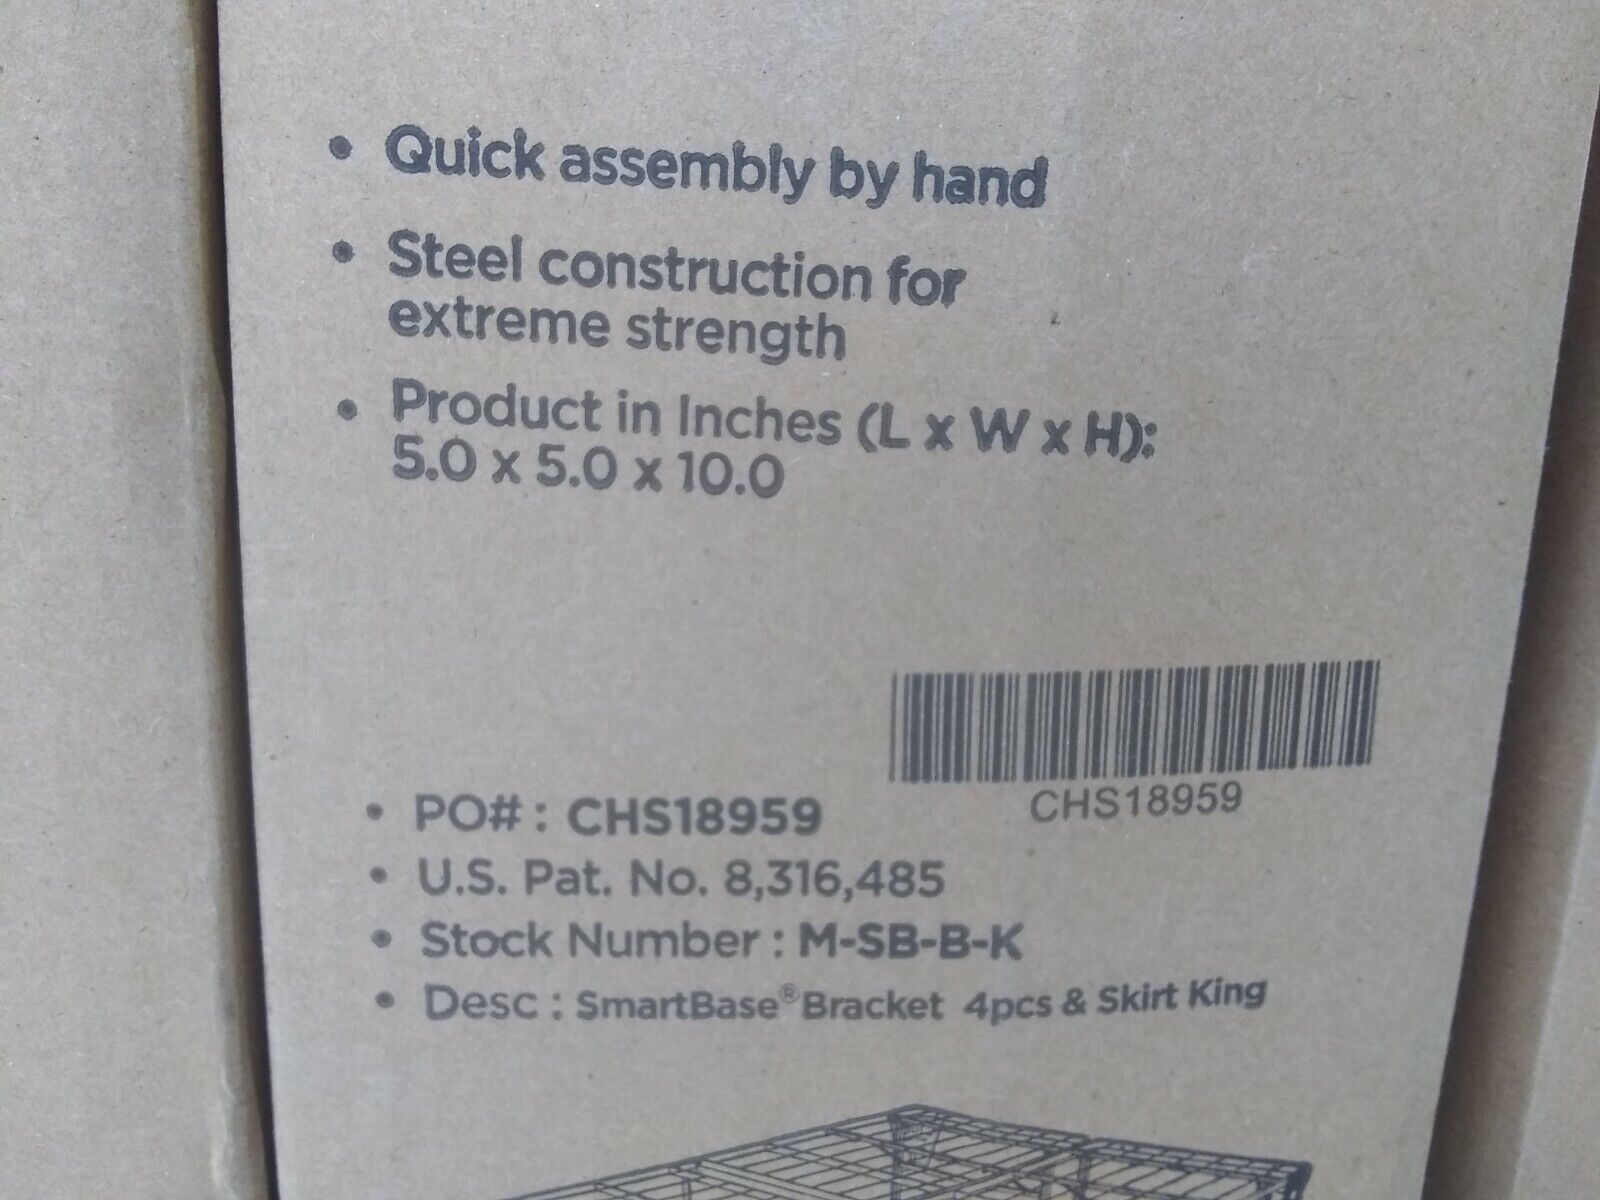 • Quick assembly by hand
• Steel construction for
extreme strength
• Product in Inches (L x W x H):
5.0 x 5.0 x 10.0
CHS18959
• PO# : CHS18959
• U.S. Pat. No. 8,316,485
• Stock Number : M-SB-B-K
• Desc : SmartBase® Bracket 4pcs & Skirt King